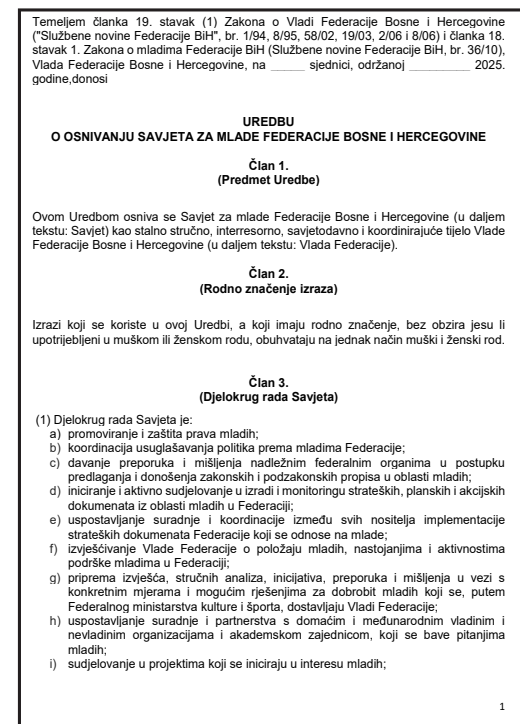 Temeljem članka 19. stavak (1) Zakona o Vladi Federacije Bosne i Hercegovine
("Službene novine Federacije BiH", br. 1/94, 8/95, 58/02, 19/03, 2/06 i 8/06) i članka 18.
stavak 1. Zakona o mladima Federacije BiH (Službene novine Federacije BiH, br. 36/10),
Vlada Federacije Bosne i Hercegovine, na _____ sjednici, održanoj _________ 2025.
godine,donosi
UREDBU
O OSNIVANJU SAVJETA ZA MLADE FEDERACIJE BOSNE I HERCEGOVINE
Član 1.
(Predmet Uredbe)
Ovom Uredbom osniva se Savjet za mlade Federacije Bosne i Hercegovine (u daljem
tekstu: Savjet) kao stalno stručno, interresorno, savjetodavno i koordinirajuće tijelo Vlade
Federacije Bosne i Hercegovine (u daljem tekstu: Vlada Federacije).
Član 2.
(Rodno značenje izraza)
Izrazi koji se koriste u ovoj Uredbi, a koji imaju rodno značenje, bez obzira jesu li
upotrijebljeni u muškom ili ženskom rodu, obuhvataju na jednak način muški i ženski rod.
Član 3.
(Djelokrug rada Savjeta)
(1) Djelokrug rada Savjeta je:
a) promoviranje i zaštita prava mladih;
b) koordinacija usuglašavanja politika prema mladima Federacije;
c) davanje preporuka i mišljenja nadležnim federalnim organima u postupku
predlaganja i donošenja zakonskih i podzakonskih propisa u oblasti mladih;
d) iniciranje i aktivno sudjelovanje u izradi i monitoringu strateških, planskih i akcijskih
dokumenata iz oblasti mladih u Federaciji;
e) uspostavljanje suradnje i koordinacije između svih nositelja implementacije
strateških dokumenata Federacije koji se odnose na mlade;
f) izvješćivanje Vlade Federacije o položaju mladih, nastojanjima i aktivnostima
podrške mladima u Federaciji;
g) priprema izvješća, stručnih analiza, inicijativa, preporuka i mišljenja u vezi s
konkretnim mjerama i mogućim rješenjima za dobrobit mladih koji se, putem
Federalnog ministarstva kulture i športa, dostavljaju Vladi Federacije;
h) uspostavljanje suradnje i partnerstva s domaćim i međunarodnim vladinim i
nevladinim organizacijama i akademskom zajednicom, koji se bave pitanjima
mladih;
i) sudjelovanje u projektima koji se iniciraju u interesu mladih;
1